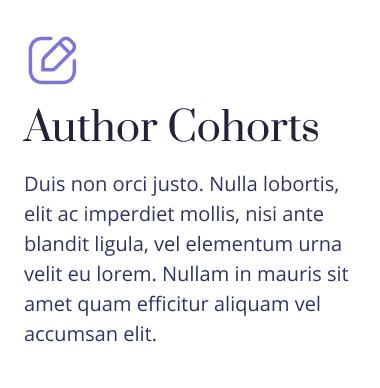 Author Cohorts
Duis non orci justo. Nulla lobortis,
elit ac imperdiet mollis, nisi ante
blandit ligula, vel elementum urna
velit eu lorem. Nullam in mauris sit
amet quam efficitur aliquam vel
accumsan elit.